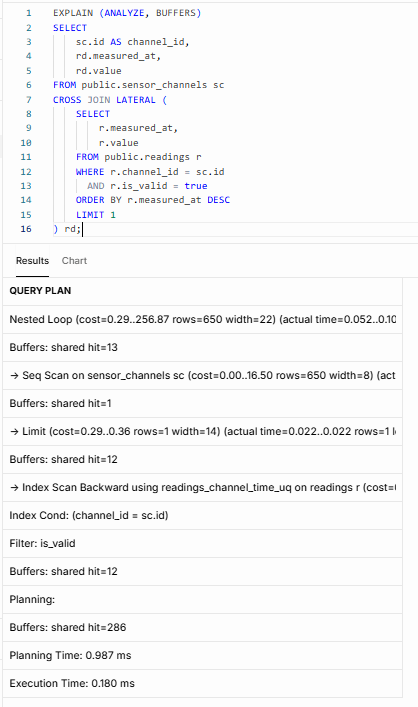 1 EXPLAIN (ANALYZE, BUFFERS)
2 SELECT
3 sc.id AS channel_id,
4 rd.measured_at,
5 rd.value
6 FROM public.sensor_channels sc
7 CROSS JOIN LATERAL (
8 SELECT
9 r.measured_at,
10 r.value
11 FROM public.readings r
12 WHERE r.channel_id = sc.id
13 AND r.is_valid = true
14 ORDER BY r.measured_at DESC
15 LIMIT 1
16 ) rd;
Results Chart
QUERY PLAN
Nested Loop (cost=0.29..256.87 rows=650 width=22) (actual time=0.052..0.10
Buffers: shared hit=13
→ Seq Scan on sensor_channels sc (cost=0.00..16.50 rows=650 width=8) (act
Buffers: shared hit=1
→ Limit (cost=0.29..0.36 rows=1 width=14) (actual time=0.022..0.022 rows=1
Buffers: shared hit=12
→ Index Scan Backward using readings_channel_time_uq on readings r (cost=
Index Cond: (channel_id = sc.id)
Filter: is_valid
Buffers: shared hit=12
Planning:
Buffers: shared hit=286
Planning Time: 0.987 ms
Execution Time: 0.180 ms